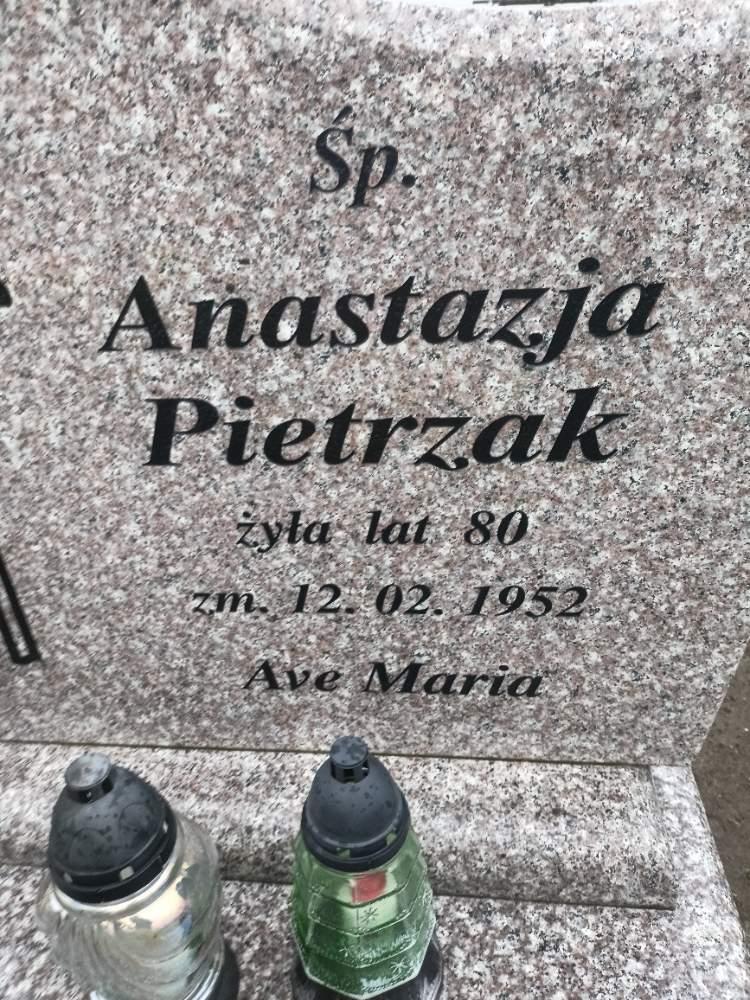 Śp.
Anastazja
Pietrzak
żyła lat 80
zm. 12. 02. 1952
Ave Maria